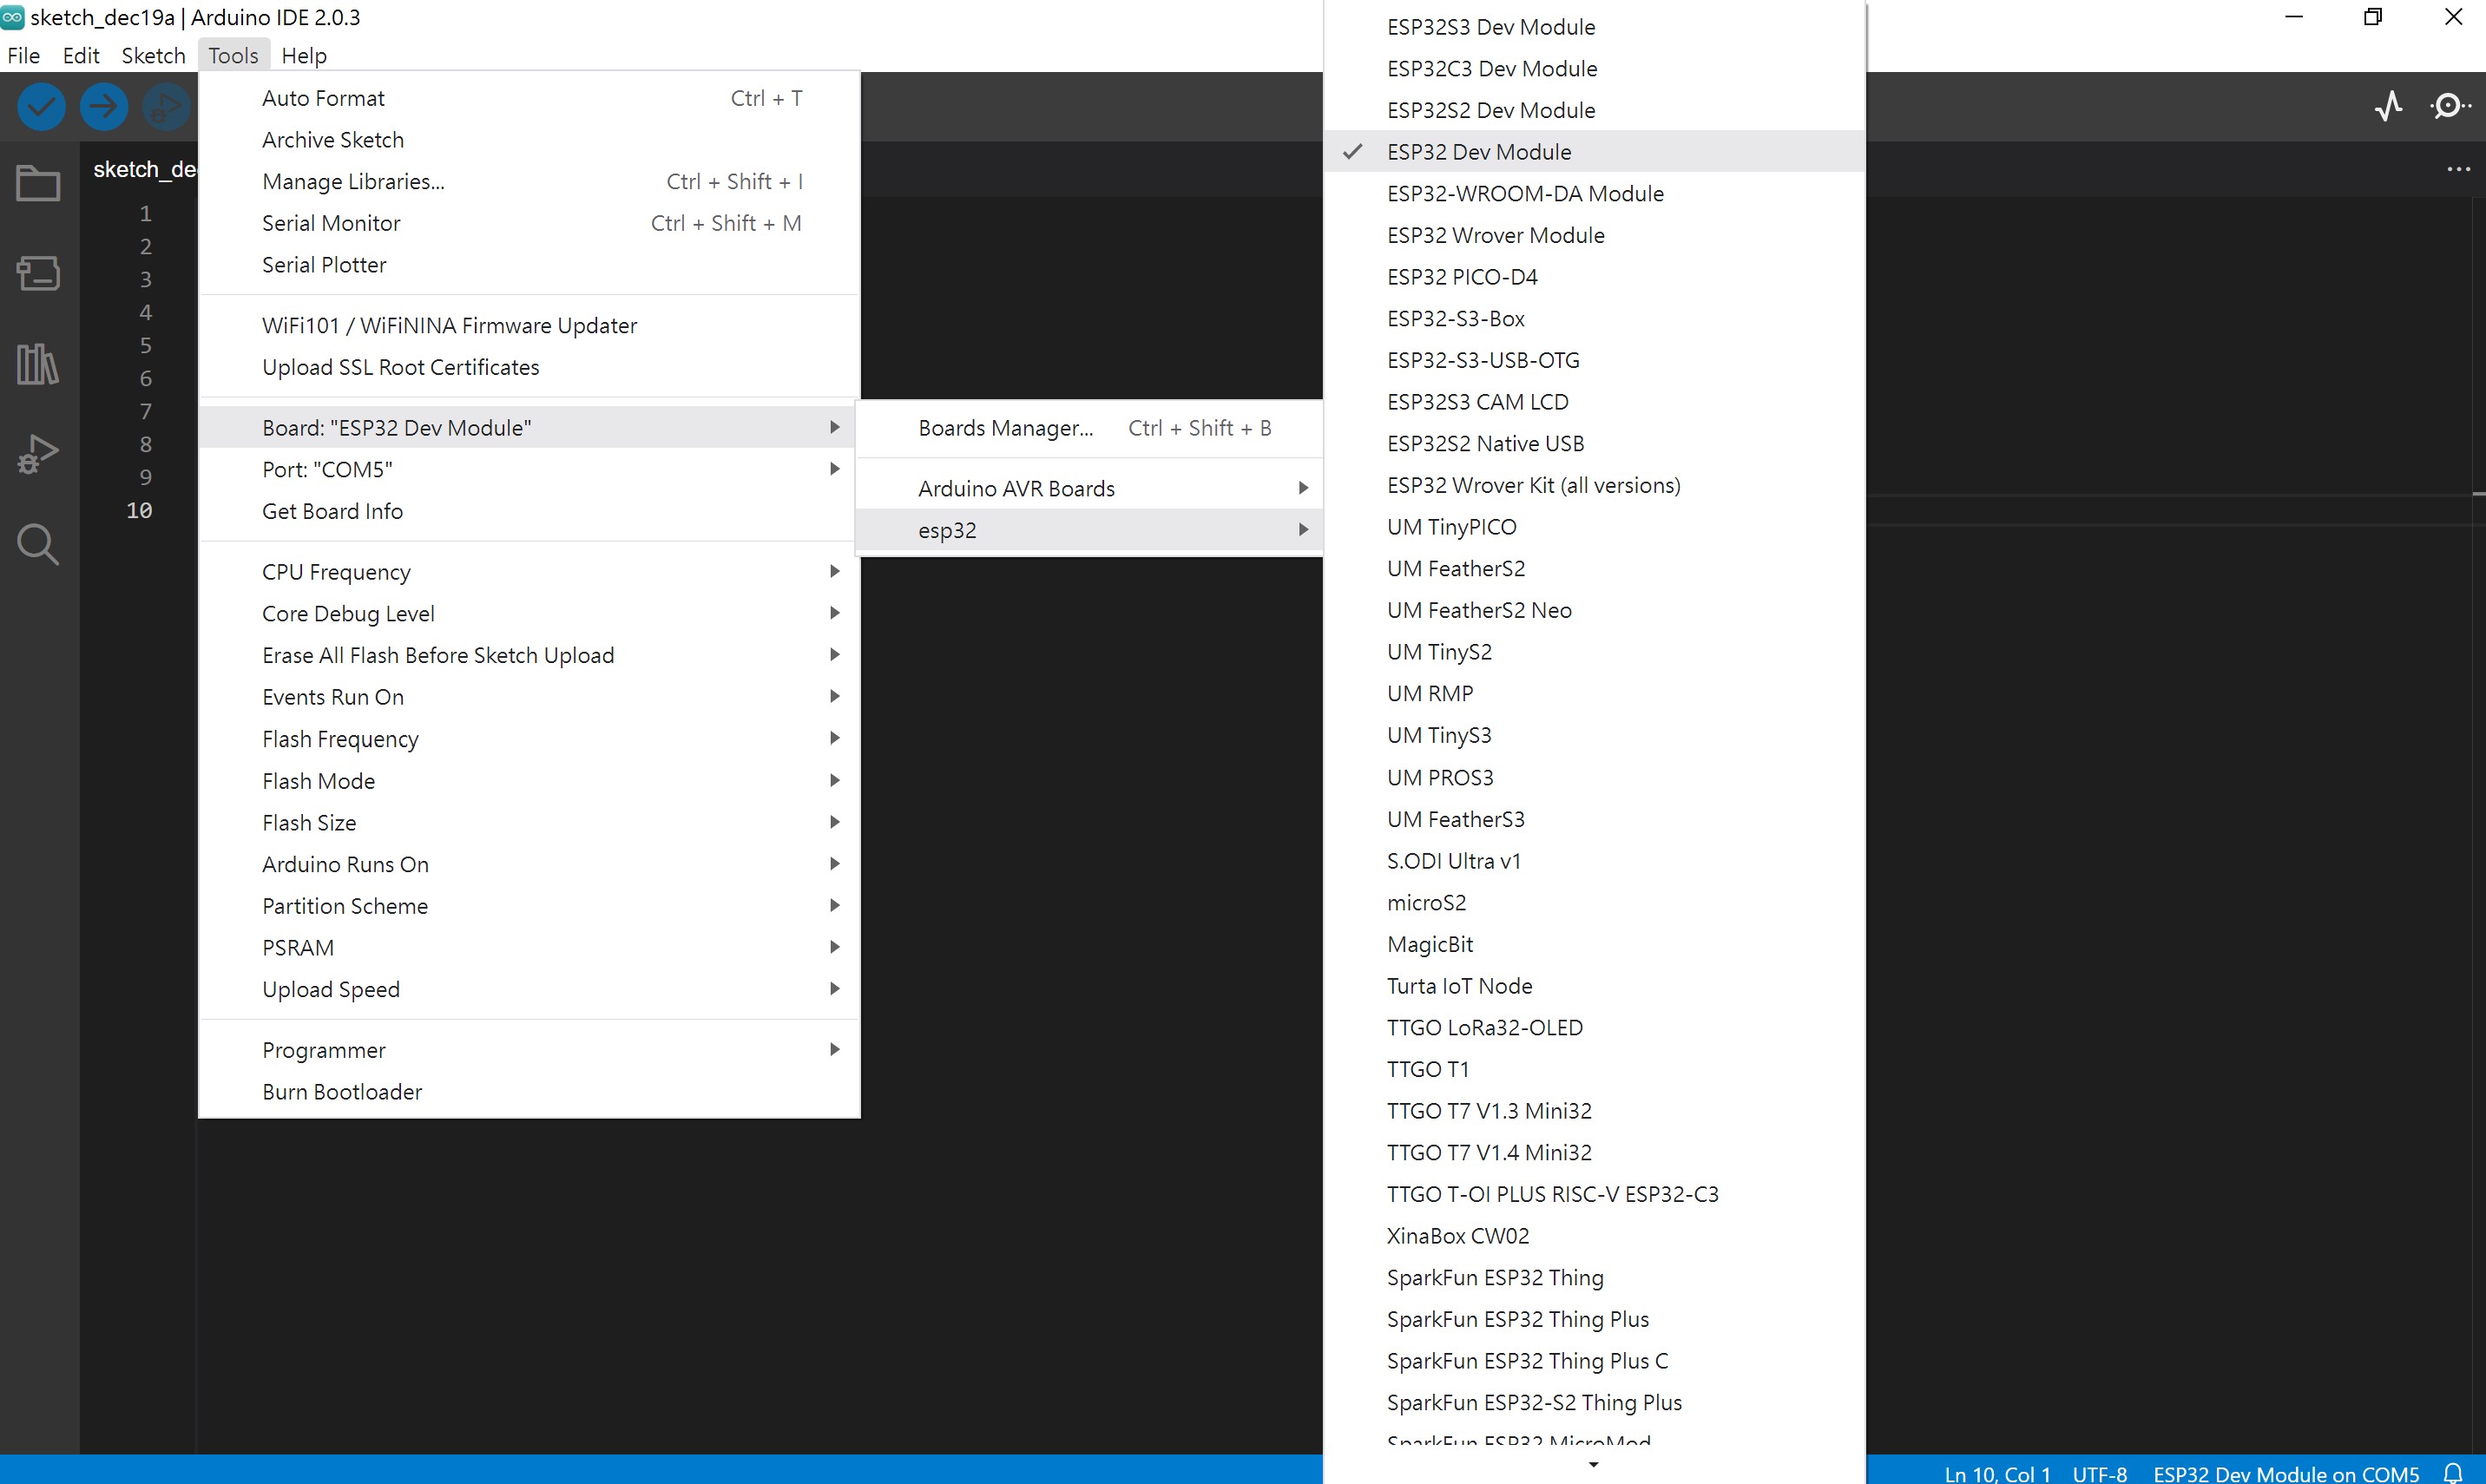 sketch_dec19a | Arduino IDE 2.0.3
File Edit Sketch Tools Help
sketch_de
1
2
3
4
5
6
7
8
9
10
Auto Format Ctrl + T
Archive Sketch
Manage Libraries... Ctrl + Shift + I
Serial Monitor Ctrl + Shift + M
Serial Plotter
WiFi101 / WiFiNINA Firmware Updater
Upload SSL Root Certificates
Board: "ESP32 Dev Module"
Port: "COM5"
Get Board Info
CPU Frequency
Core Debug Level
Erase All Flash Before Sketch Upload
Events Run On
Flash Frequency
Flash Mode
Flash Size
Arduino Runs On
Partition Scheme
PSRAM
Upload Speed
Programmer
Burn Bootloader
Boards Manager... Ctrl + Shift + B
Arduino AVR Boards
esp32
ESP32S3 Dev Module
ESP32C3 Dev Module
ESP32S2 Dev Module
ESP32 Dev Module
ESP32-WROOM-DA Module
ESP32 Wrover Module
ESP32 PICO-D4
ESP32-S3-Box
ESP32-S3-USB-OTG
ESP32S3 CAM LCD
ESP32S2 Native USB
ESP32 Wrover Kit (all versions)
UM TinyPICO
UM FeatherS2
UM FeatherS2 Neo
UM TinyS2
UM RMP
UM TinyS3
UM PROS3
UM FeatherS3
S.ODI Ultra v1
microS2
MagicBit
Turta IoT Node
TTGO LoRa32-OLED
TTGO T1
TTGO T7 V1.3 Mini32
TTGO T7 V1.4 Mini32
TTGO T-OI PLUS RISC-V ESP32-C3
XinaBox CW02
SparkFun ESP32 Thing
SparkFun ESP32 Thing Plus
SparkFun ESP32 Thing Plus C
SparkFun ESP32-S2 Thing Plus
SparkFun ESP32 MicroMod
Ln 10, Col 1 UTF-8 ESP32 Dev Module on COM5